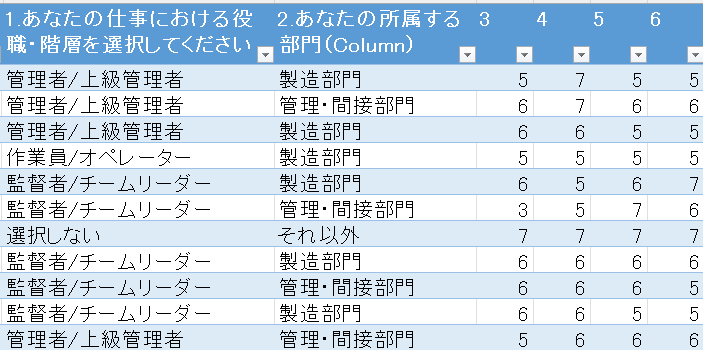 1.あなたの仕事における役職・階層を選択してください 2.あなたの所属する部門(Column) 3 4 5 6
管理者/上級管理者 製造部門 5 7 5 5
管理者/上級管理者 管理・間接部門 6 7 6 6
管理者/上級管理者 製造部門 6 6 5 5
作業員/オペレーター 製造部門 5 5 5 5
監督者/チームリーダー 製造部門 6 5 6 7
監督者/チームリーダー 管理・間接部門 3 5 7 6
選択しない それ以外 7 7 7 7
監督者/チームリーダー 製造部門 6 6 6 6
監督者/チームリーダー 管理・間接部門 6 6 6 5
監督者/チームリーダー 製造部門 6 6 5 5
管理者/上級管理者 管理・間接部門 5 6 6 6